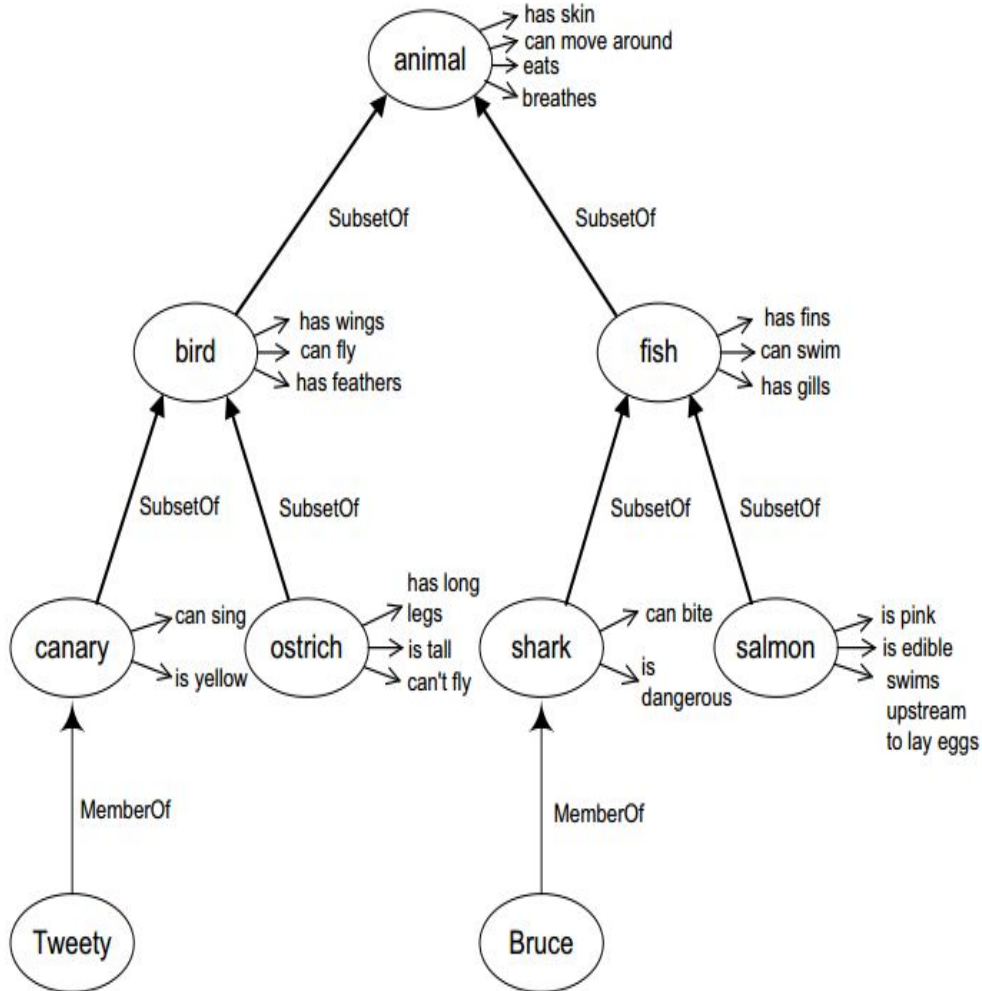 animal
has skin
can move around
eats
breathes
SubsetOf
SubsetOf
bird
has wings
can fly
has feathers
fish
has fins
can swim
has gills
SubsetOf
SubsetOf
SubsetOf
SubsetOf
canary
can sing
is yellow
ostrich
has long
legs
is tall
can't fly
shark
can bite
is
dangerous
salmon
is pink
is edible
swims
upstream
to lay eggs
MemberOf
MemberOf
Tweety
Bruce